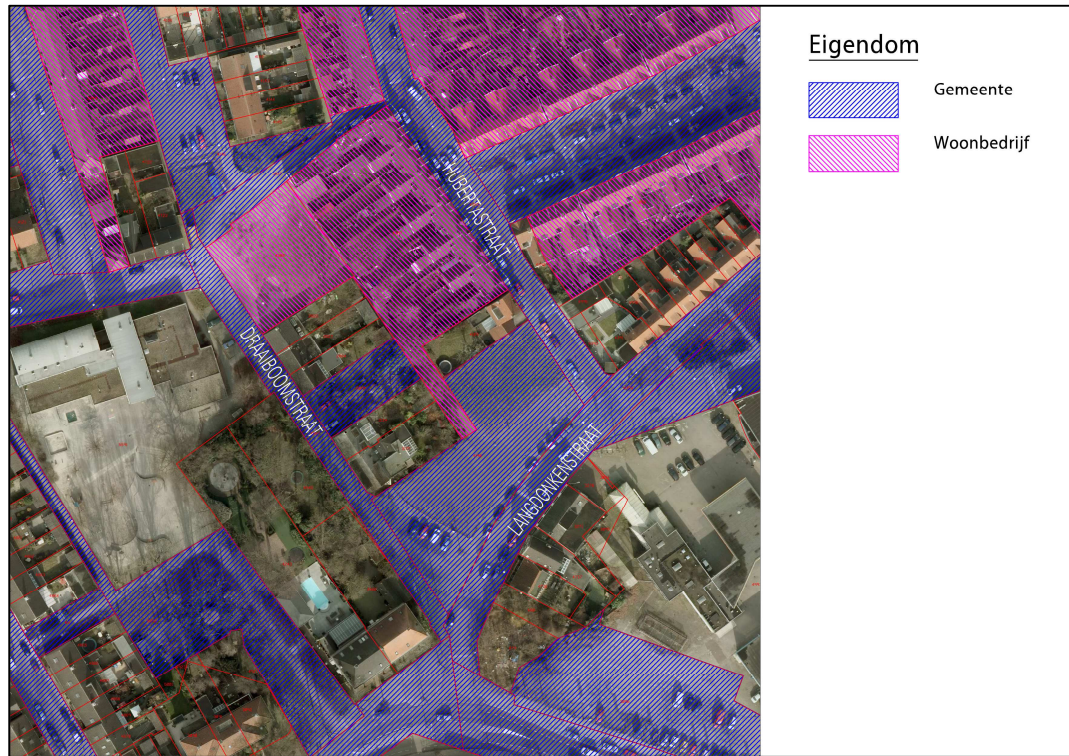 Eigendom
Gemeente
Woonbedrijf
HUBERTASTRAAT
DRAAIBOOMSTRAAT
LANGDONKENSTRAAT